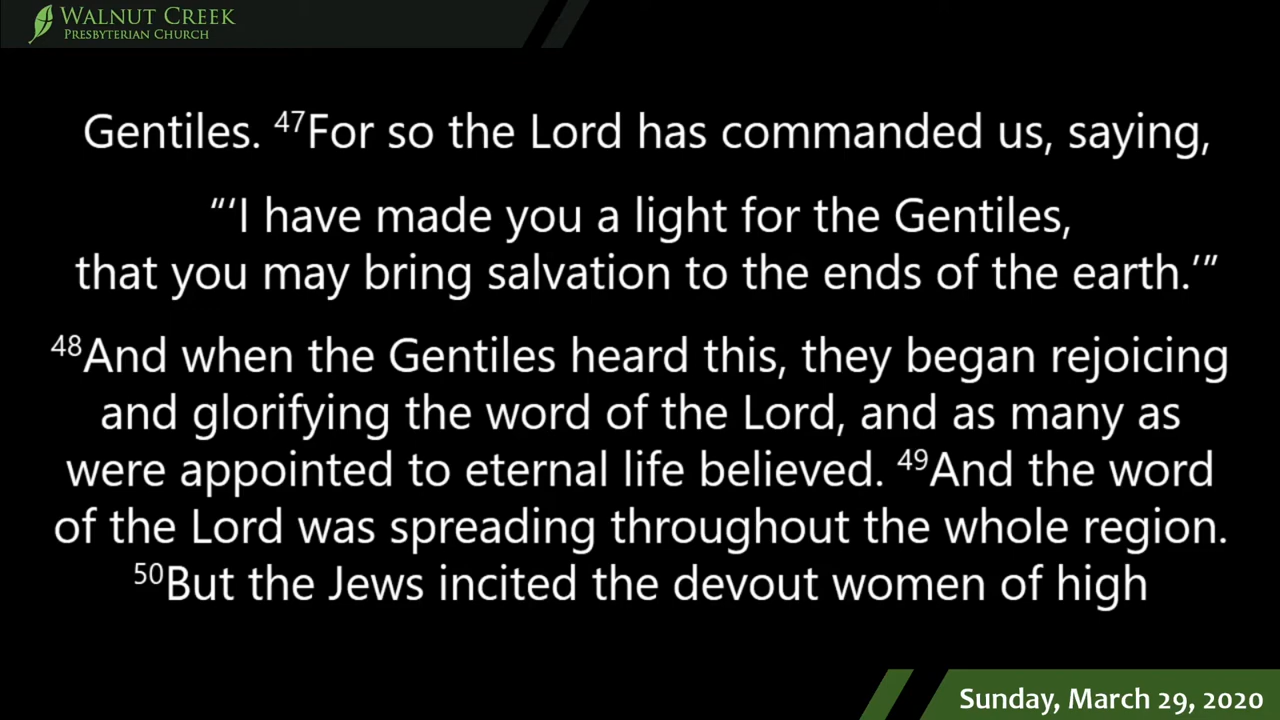 WALNUT CREEK
PRESBYTERIAN CHURCH
Gentiles. ⁴⁷For so the Lord has commanded us, saying,
“‘I have made you a light for the Gentiles,
that you may bring salvation to the ends of the earth.’”
⁴⁸And when the Gentiles heard this, they began rejoicing
and glorifying the word of the Lord, and as many as
were appointed to eternal life believed. ⁴⁹And the word
of the Lord was spreading throughout the whole region.
⁵⁰But the Jews incited the devout women of high
Sunday, March 29, 2020